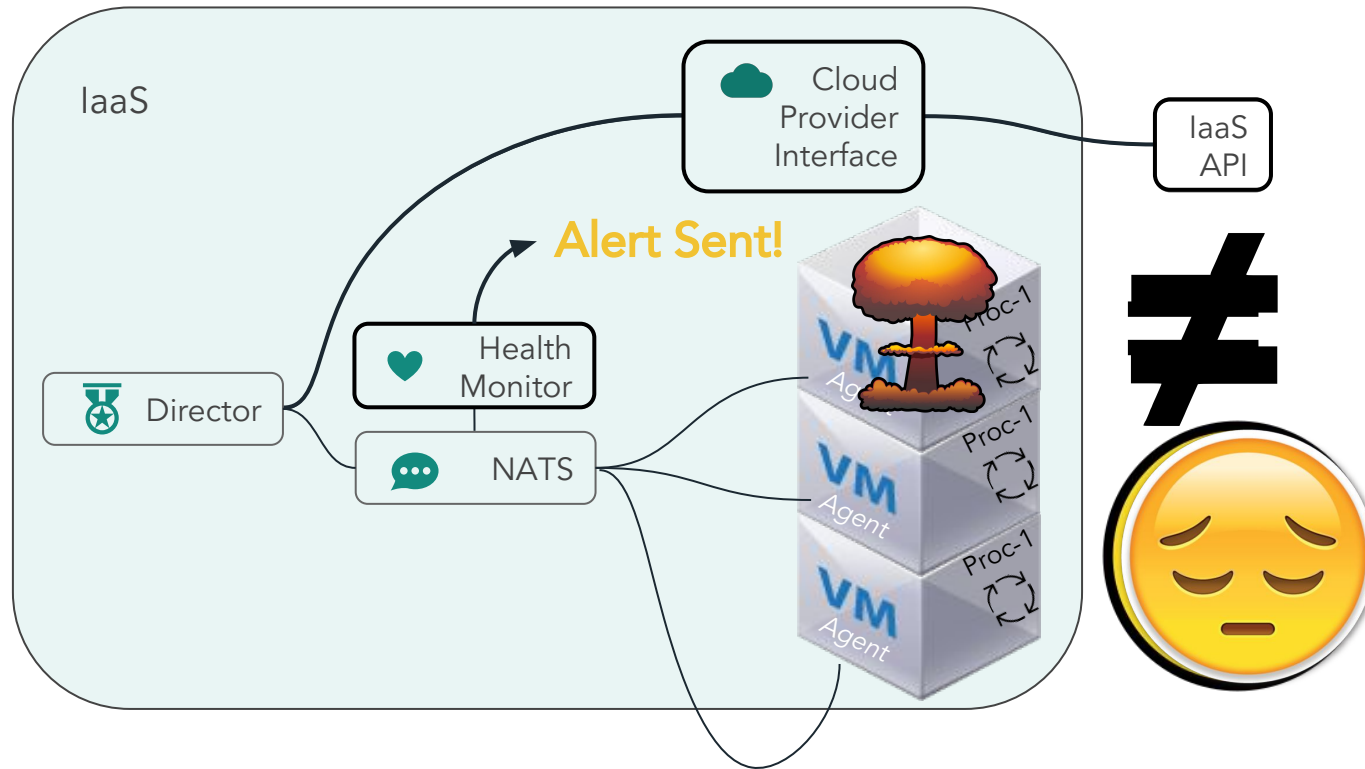 IaaS
Cloud
Provider
Interface
IaaS
API
Alert Sent!
Health
Monitor
Director
NATS
VM
Agent
Proc-1
VM
Agent
Proc-1
VM
Agent
Proc-1
≠